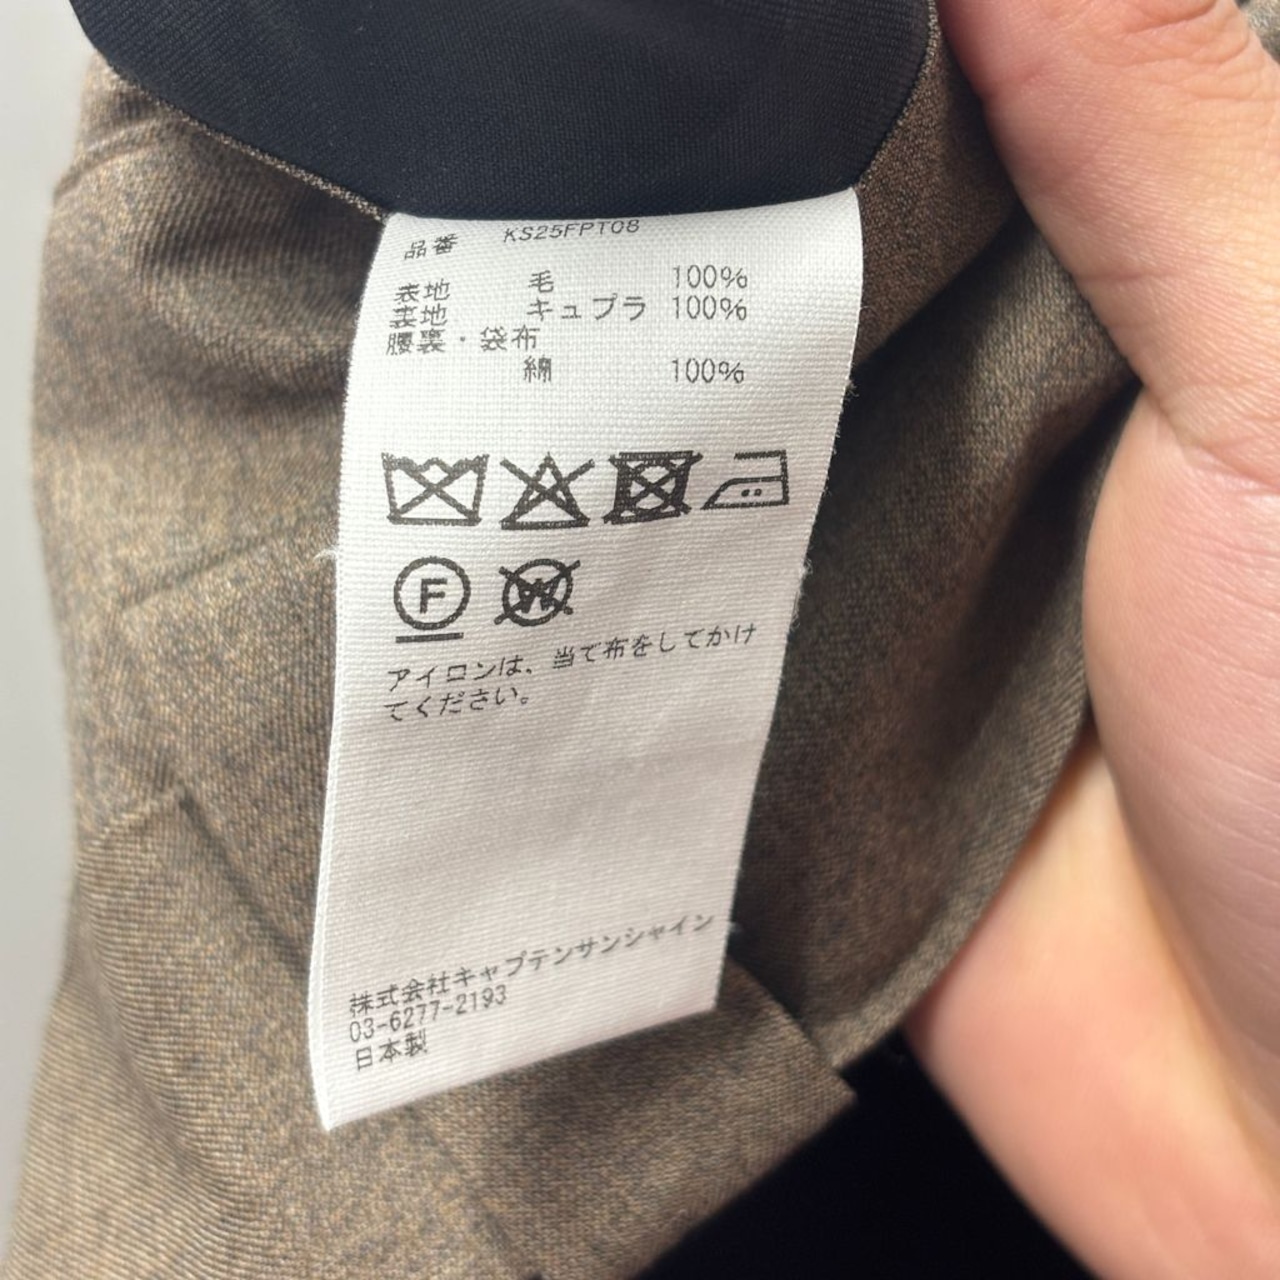 品番 KS25FPT08
表地 毛 100%
裏地 キュプラ 100%
腰裏・袋布
綿 100%
F W
アイロンは、当て布をしてかけ
てください。
株式会社キャプテンサンシャイン
03-6277-2193
日本製